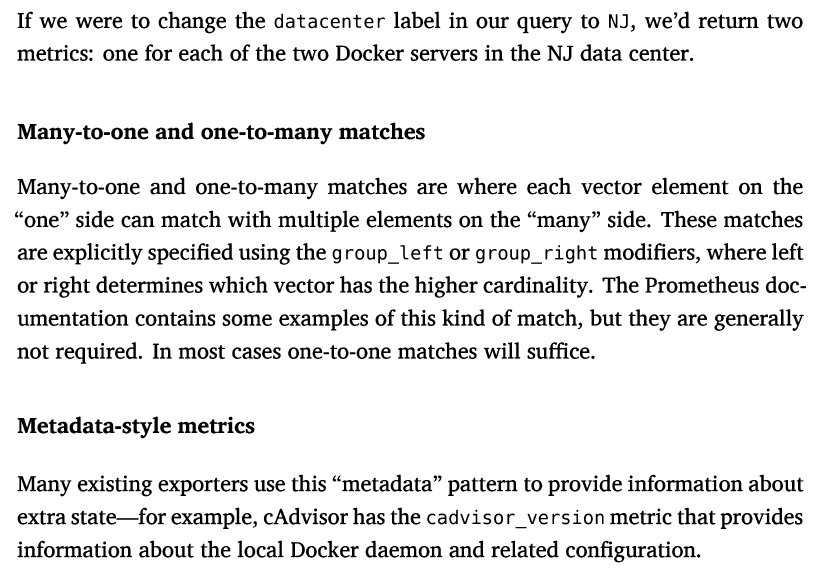 If we were to change the datacenter label in our query to NJ, we’d return two
metrics: one for each of the two Docker servers in the NJ data center.
Many-to-one and one-to-many matches
Many-to-one and one-to-many matches are where each vector element on the
“one” side can match with multiple elements on the “many” side. These matches
are explicitly specified using the group_left or group_right modifiers, where left
or right determines which vector has the higher cardinality. The Prometheus doc-
umentation contains some examples of this kind of match, but they are generally
not required. In most cases one-to-one matches will suffice.
Metadata-style metrics
Many existing exporters use this “metadata” pattern to provide information about
extra state—for example, cAdvisor has the cadvisor_version metric that provides
information about the local Docker daemon and related configuration.